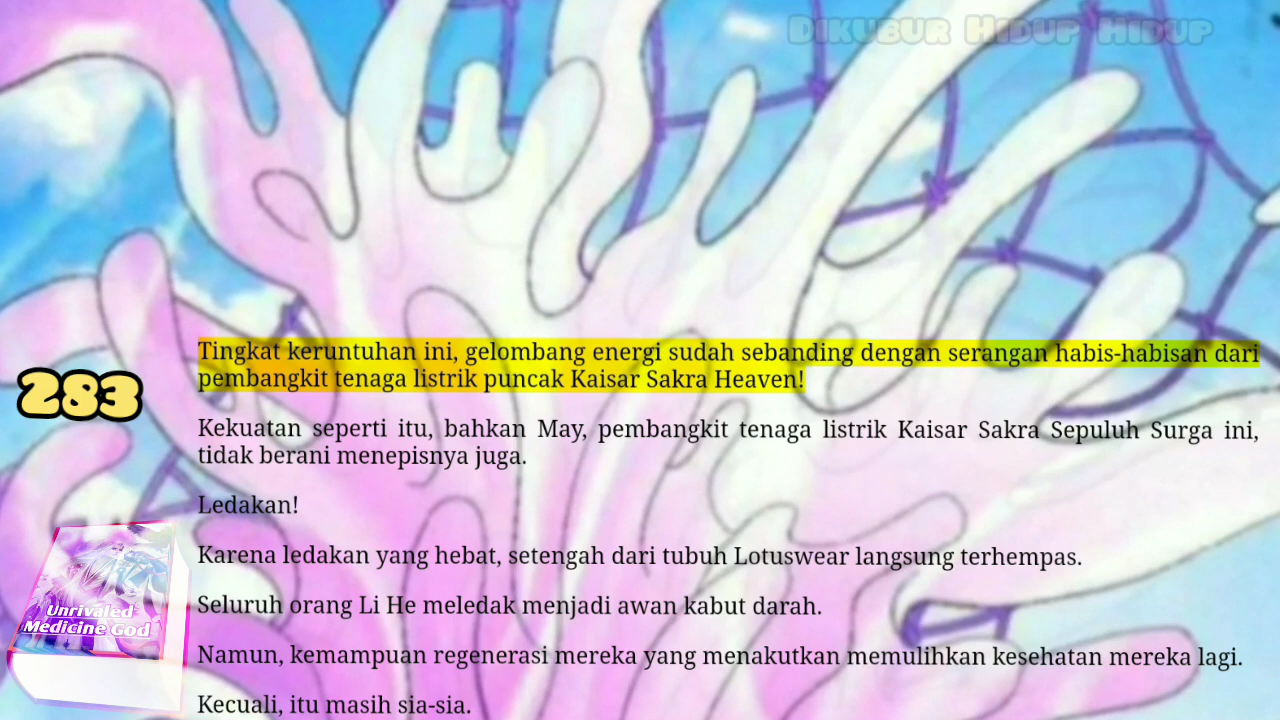 Dikubur Hidup Hidup
Tingkat keruntuhan ini, gelombang energi sudah sebanding dengan serangan habis-habisan dari
pembangkit tenaga listrik puncak Kaisar Sakra Heaven!
283
Kekuatan seperti itu, bahkan May, pembangkit tenaga listrik Kaisar Sakra Sepuluh Surga ini,
tidak berani menepisnya juga.
Ledakan!
Karena ledakan yang hebat, setengah dari tubuh Lotuswear langsung terhempas.
Seluruh orang Li He meledak menjadi awan kabut darah.
Unrivaled
Medicine God
Namun, kemampuan regenerasi mereka yang menakutkan memulihkan kesehatan mereka lagi.
Kecuali, itu masih sia-sia.